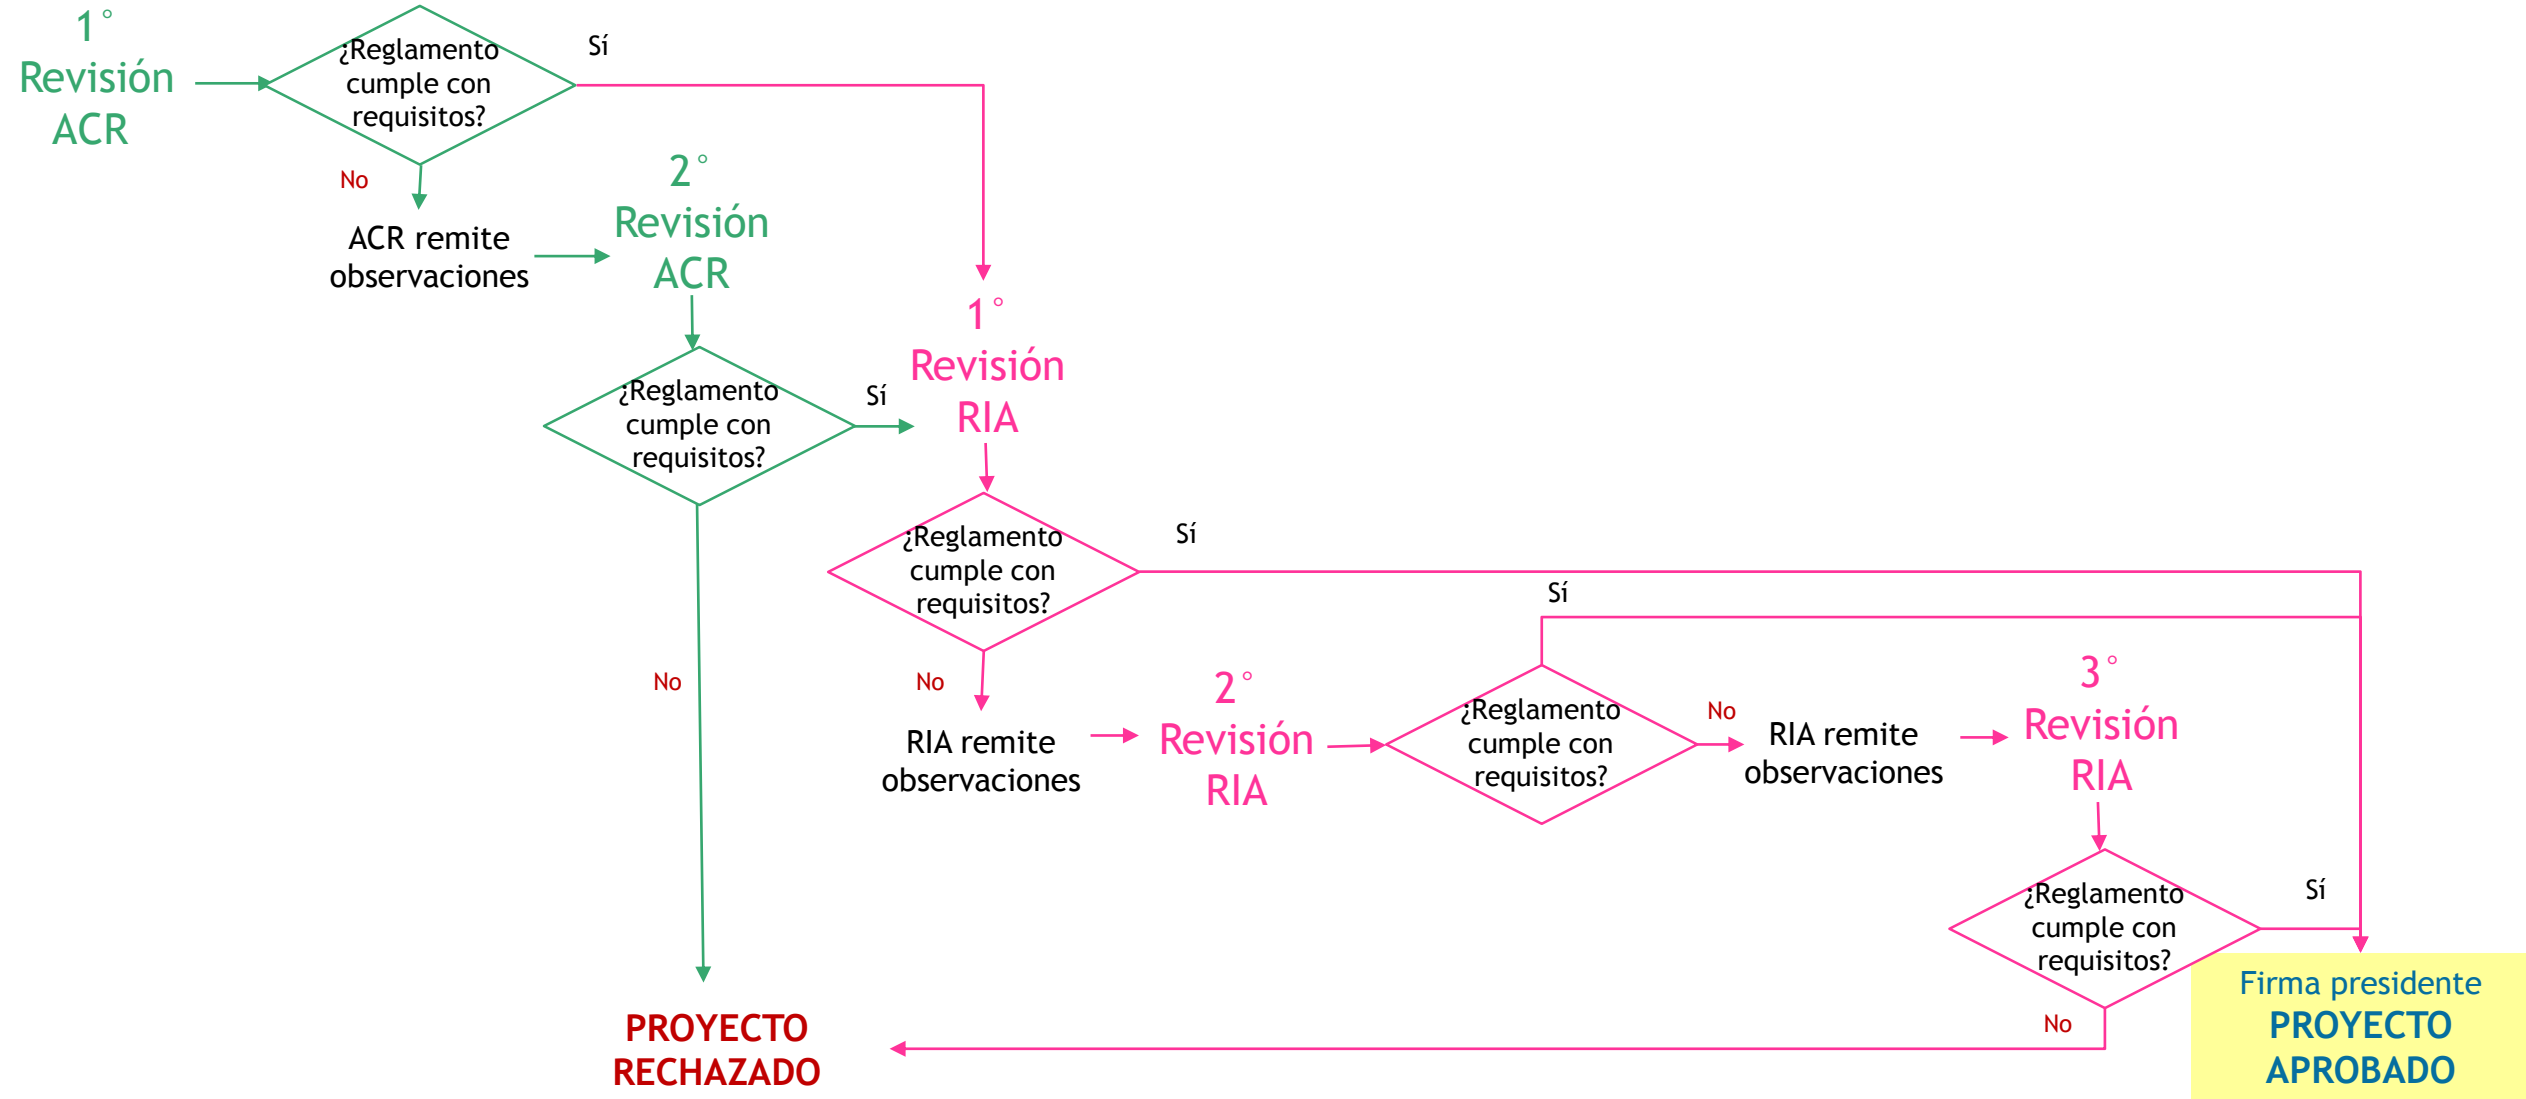 1°
Revisión
ACR
¿Reglamento
cumple con
requisitos?
Sí
No
ACR remite
observaciones
2°
Revisión
ACR
¿Reglamento
cumple con
requisitos?
Sí
No
1°
Revisión
RIA
¿Reglamento
cumple con
requisitos?
Sí
No
RIA remite
observaciones
2°
Revisión
RIA
¿Reglamento
cumple con
requisitos?
Sí
No
RIA remite
observaciones
3°
Revisión
RIA
¿Reglamento
cumple con
requisitos?
Sí
No
PROYECTO
RECHAZADO
Firma presidente
PROYECTO
APROBADO